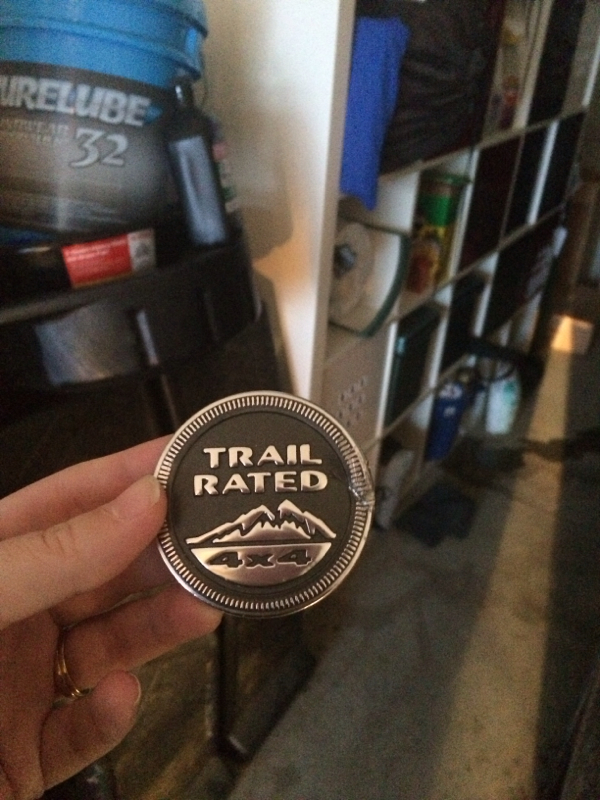 URELUBE
32
TRAIL
RATED
4x4